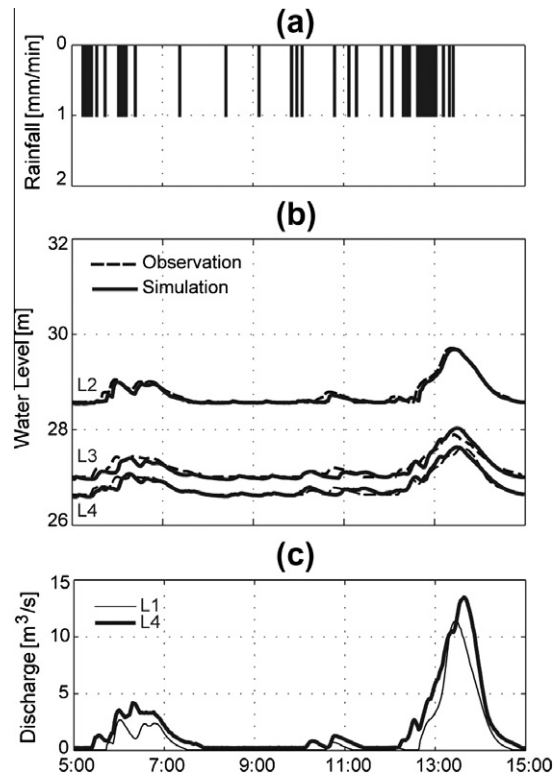 (a)
Rainfall [mm/min]
0
1
2
(b)
Water Level [m]
32
30
27
26
Observation
Simulation
L2
L3
L4
(c)
Discharge [m³/s]
15
10
5
0
L1
L4
5:00 7:00 9:00 11:00 13:00 15:00